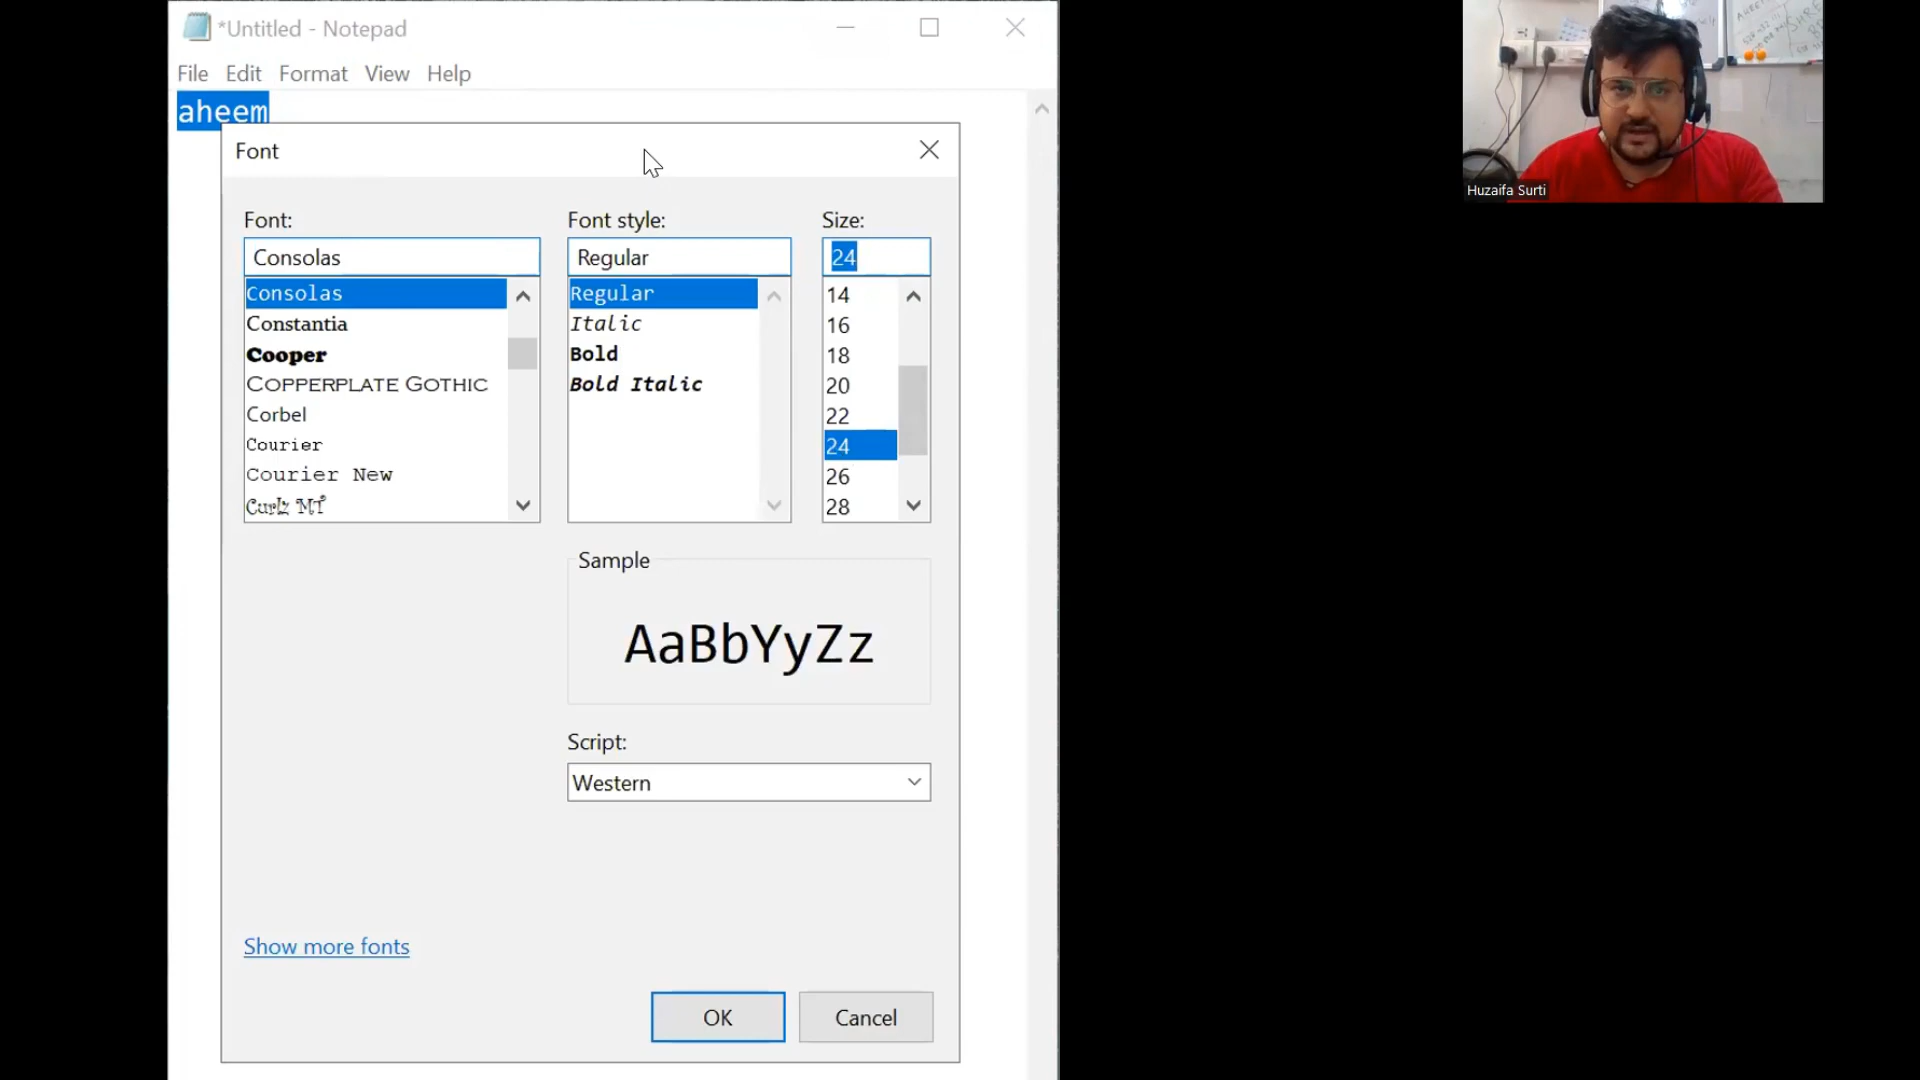 *Untitled - Notepad
File Edit Format View Help
aheem
Font
Font: Font style: Size:
Consolas Regular 24
Consolas Regular 14
Constantia Italic 16
Cooper Bold 18
Copperplate Gothic Bold Italic 20
Corbel 22
Courier 24
Courier New 26
Curlz MT 28
Sample
AaBbYyZz
Script:
Western
Show more fonts
OK Cancel
Huzaifa Surti